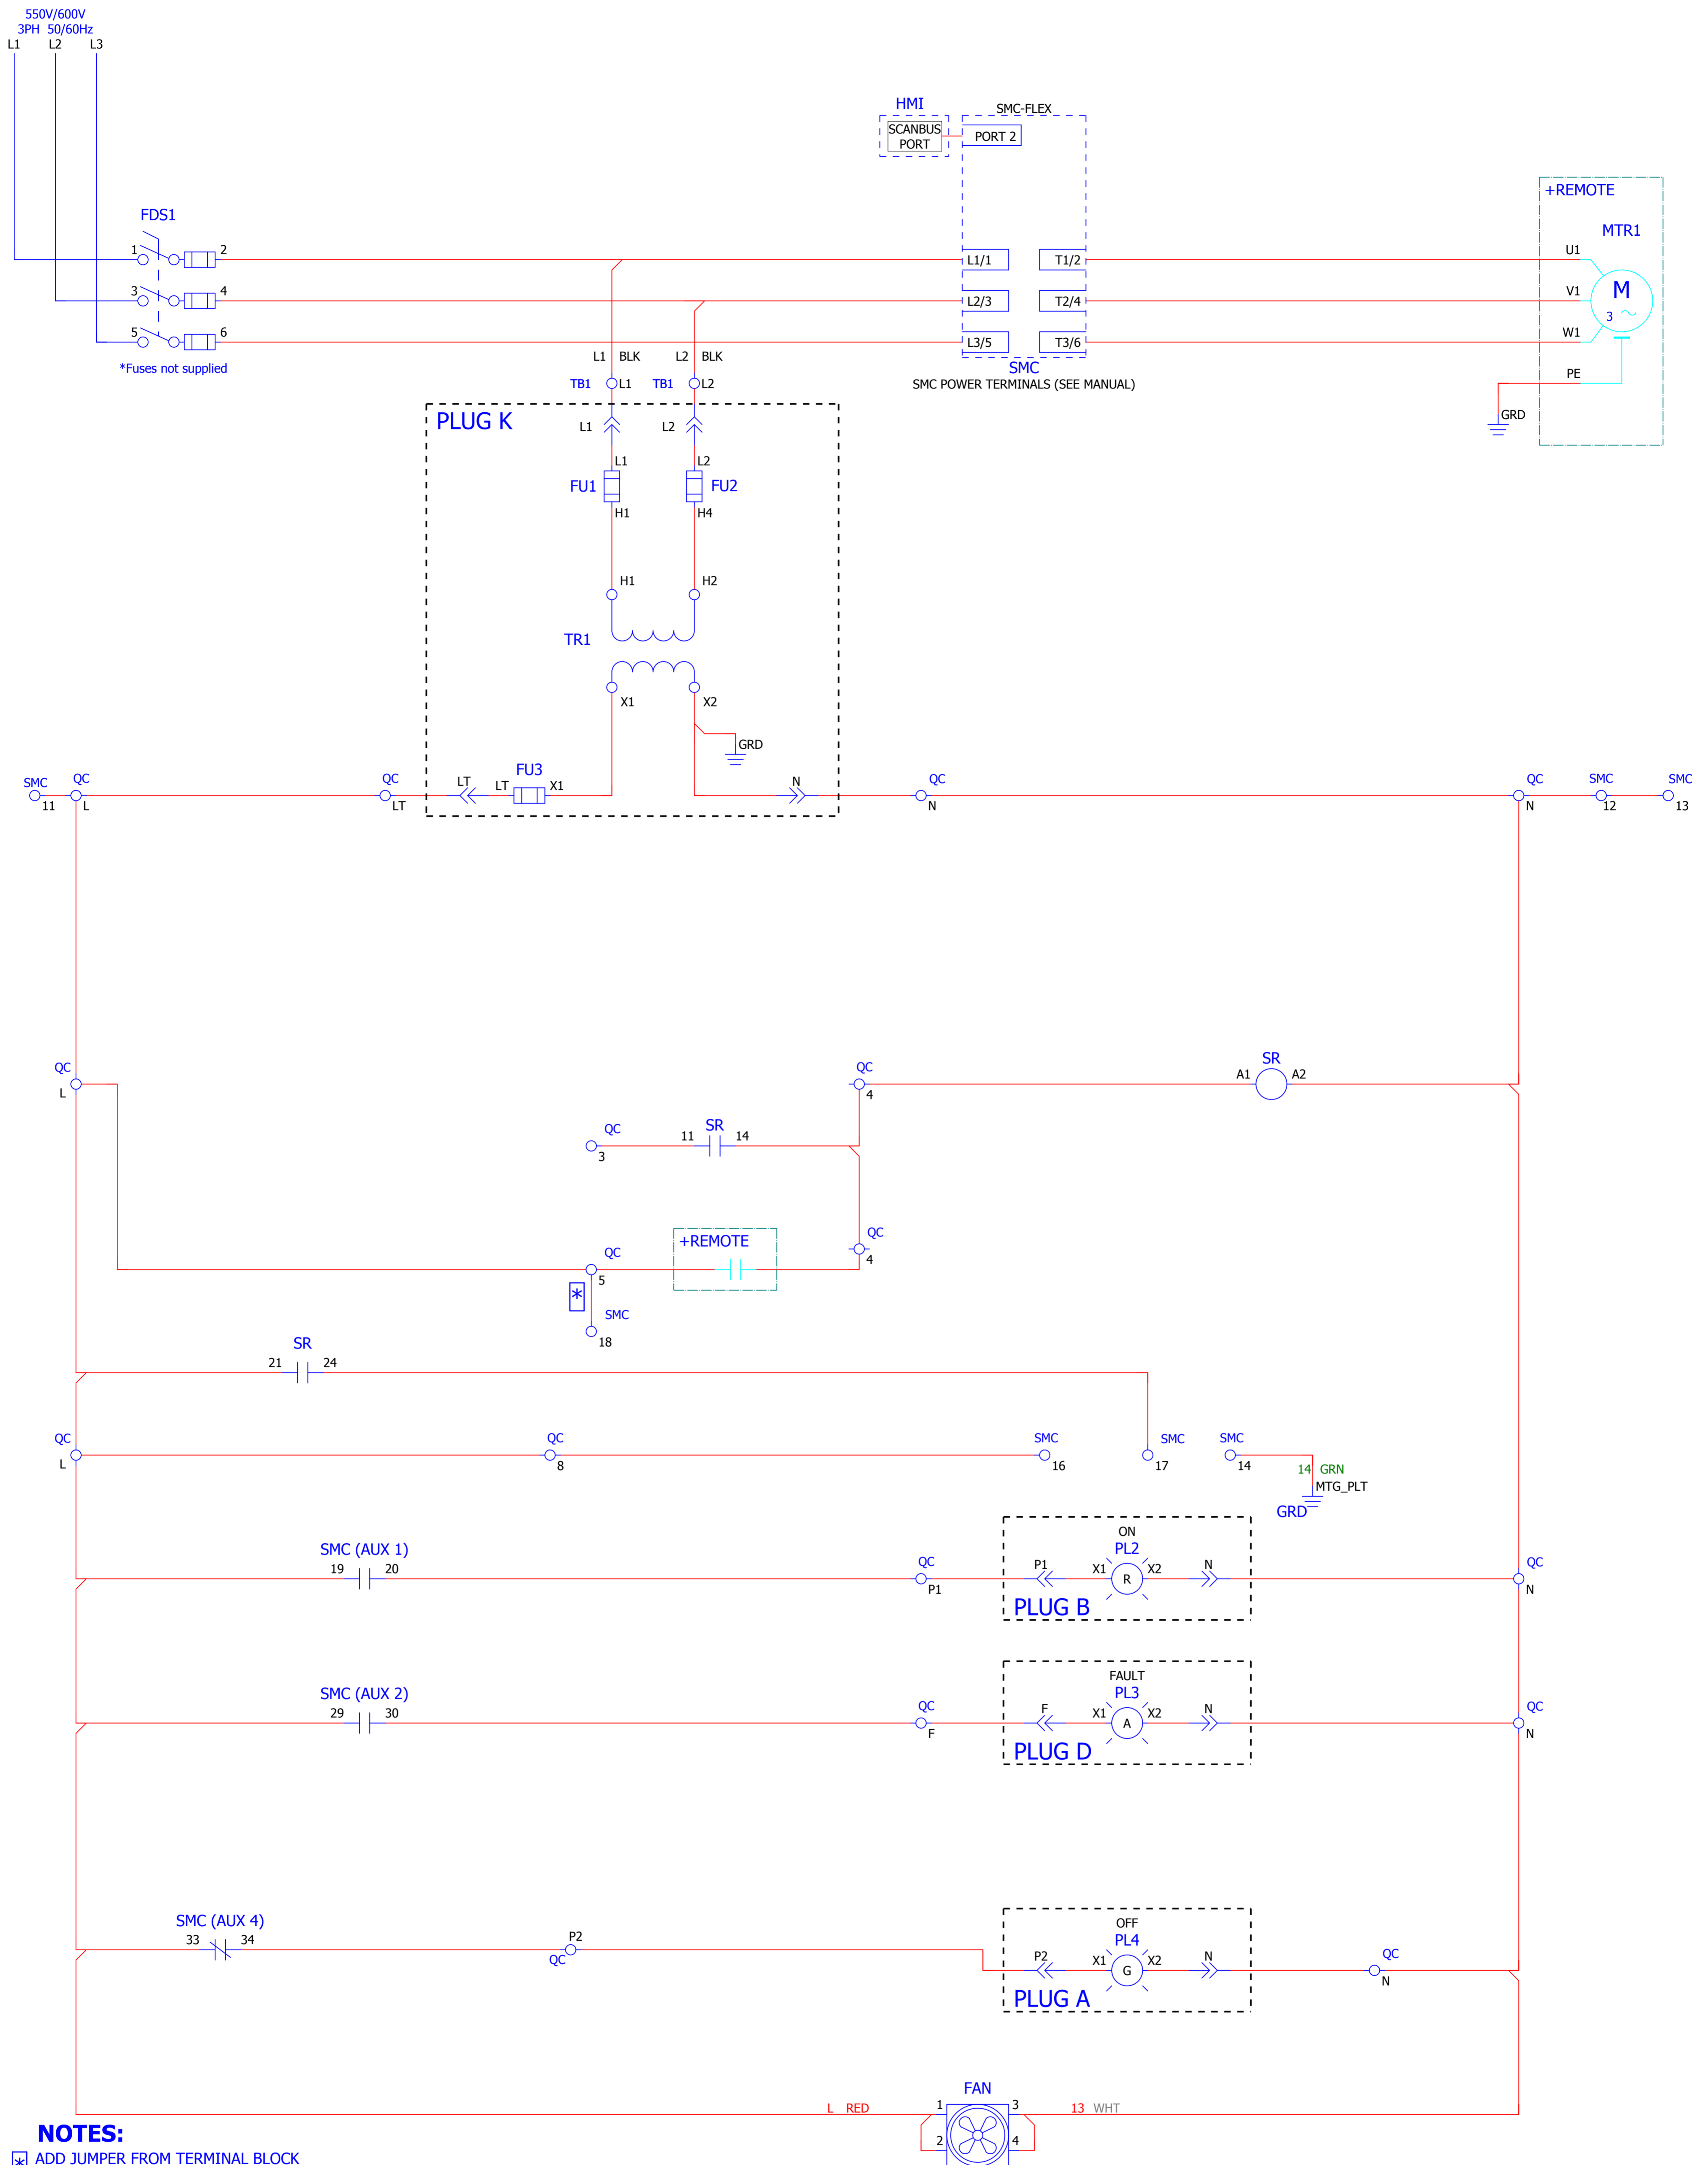 550V/600V
3PH 50/60Hz
L1 L2 L3
HMI
SCANBUS
PORT
SMC-FLEX
PORT 2
+REMOTE
MTR1
FDS1
1 2
L1/1 T1/2
U1
3 4
L2/3 T2/4
V1
M
3
5 6
L3/5 T3/6
W1
*Fuses not supplied
L1 BLK L2 BLK
SMC
SMC POWER TERMINALS (SEE MANUAL)
PE
GRD
TB1 L1 TB1 L2
PLUG K
L1 L2
L1 L2
FU1 FU2
H1 H4
H1 H2
TR1
X1 X2
GRD
SMC QC QC LT LT FU3 X1 N QC QC SMC SMC
11 L LT N N 12 13
QC
L
QC
4
A1 SR A2
QC
3
11 SR 14
QC
4
+REMOTE
QC
5
*
SMC
18
SR
21 24
QC
L
QC
8
SMC
16
SMC
17
SMC
14
14 GRN
MTG_PLT
GRD
SMC (AUX 1)
19 20
QC
P1
ON
PL2
P1 X1 R X2 N
PLUG B
QC
N
SMC (AUX 2)
29 30
QC
F
FAULT
PL3
F X1 A X2 N
PLUG D
QC
N
SMC (AUX 4)
33 34
P2
QC
OFF
PL4
P2 X1 G X2 N
PLUG A
QC
N
FAN
L RED 1 3 13 WHT
2 4
NOTES:
* ADD JUMPER FROM TERMINAL BLOCK